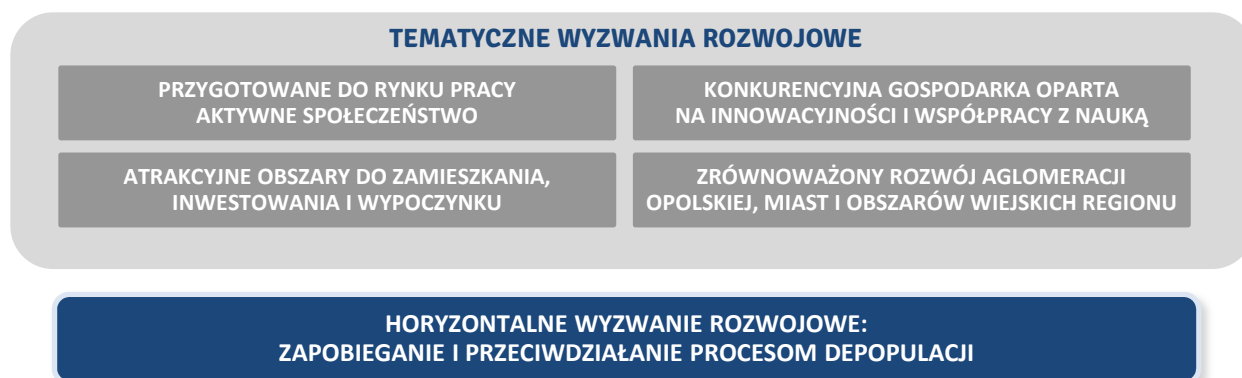 TEMATYCZNE WYZWANIA ROZWOJOWE
PRZYGOTOWANE DO RYNKU PRACY
AKTYWNE SPOŁECZEŃSTWO
KONKURENCYJNA GOSPODARKA OPARTA
NA INNOWACYJNOŚCI I WSPÓŁPRACY Z NAUKĄ
ATRAKCYJNE OBSZARY DO ZAMIESZKANIA,
INWESTOWANIA I WYPOCZYNKU
ZRÓWNOWAŻONY ROZWÓJ AGLOMERACJI
OPOLSKIEJ, MIAST I OBSZARÓW WIEJSKICH REGIONU
HORYZONTALNE WYZWANIE ROZWOJOWE:
ZAPOBIEGANIE I PRZECIWDZIAŁANIE PROCESOM DEPOPULACJI